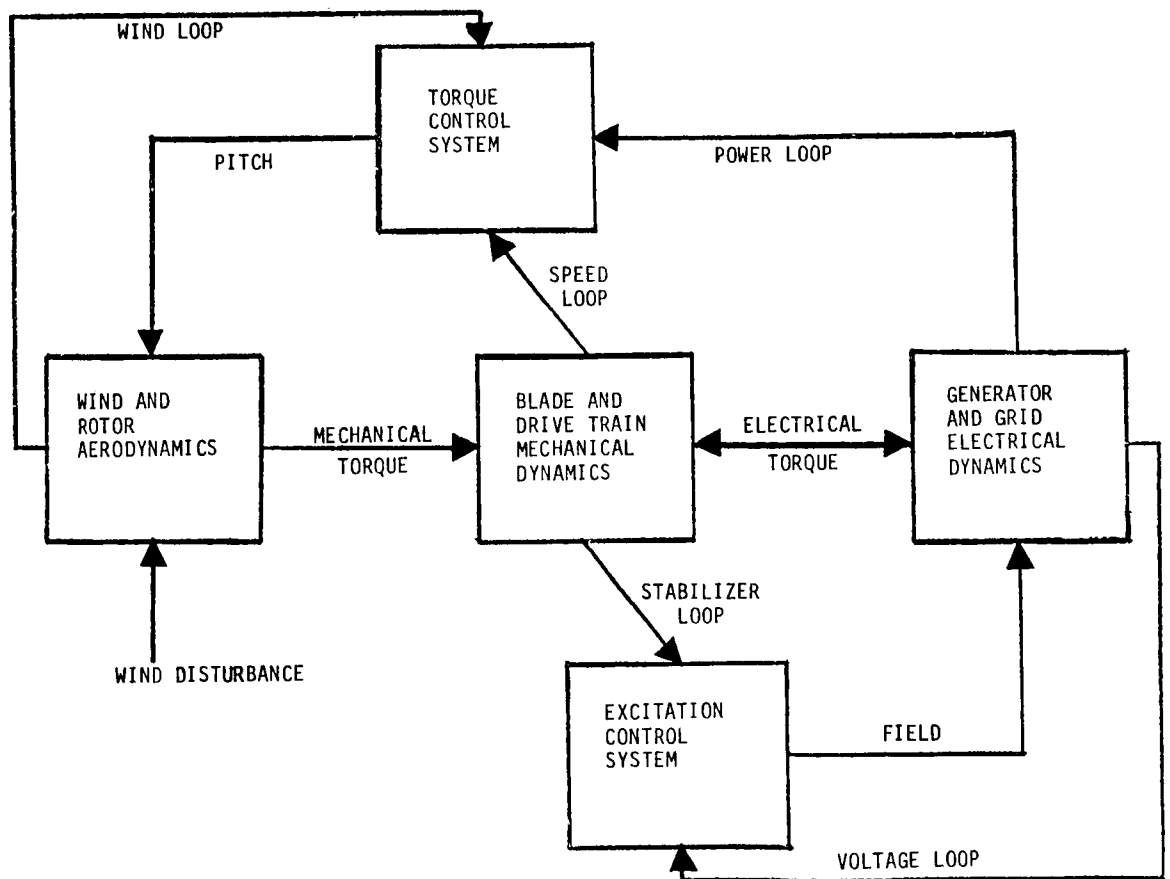 WIND LOOP
TORQUE
CONTROL
SYSTEM
PITCH
POWER LOOP
SPEED
LOOP
WIND AND
ROTOR
AERODYNAMICS
MECHANICAL
TORQUE
BLADE AND
DRIVE TRAIN
MECHANICAL
DYNAMICS
ELECTRICAL
TORQUE
GENERATOR
AND GRID
ELECTRICAL
DYNAMICS
STABILIZER
LOOP
WIND DISTURBANCE
EXCITATION
CONTROL
SYSTEM
FIELD
VOLTAGE LOOP